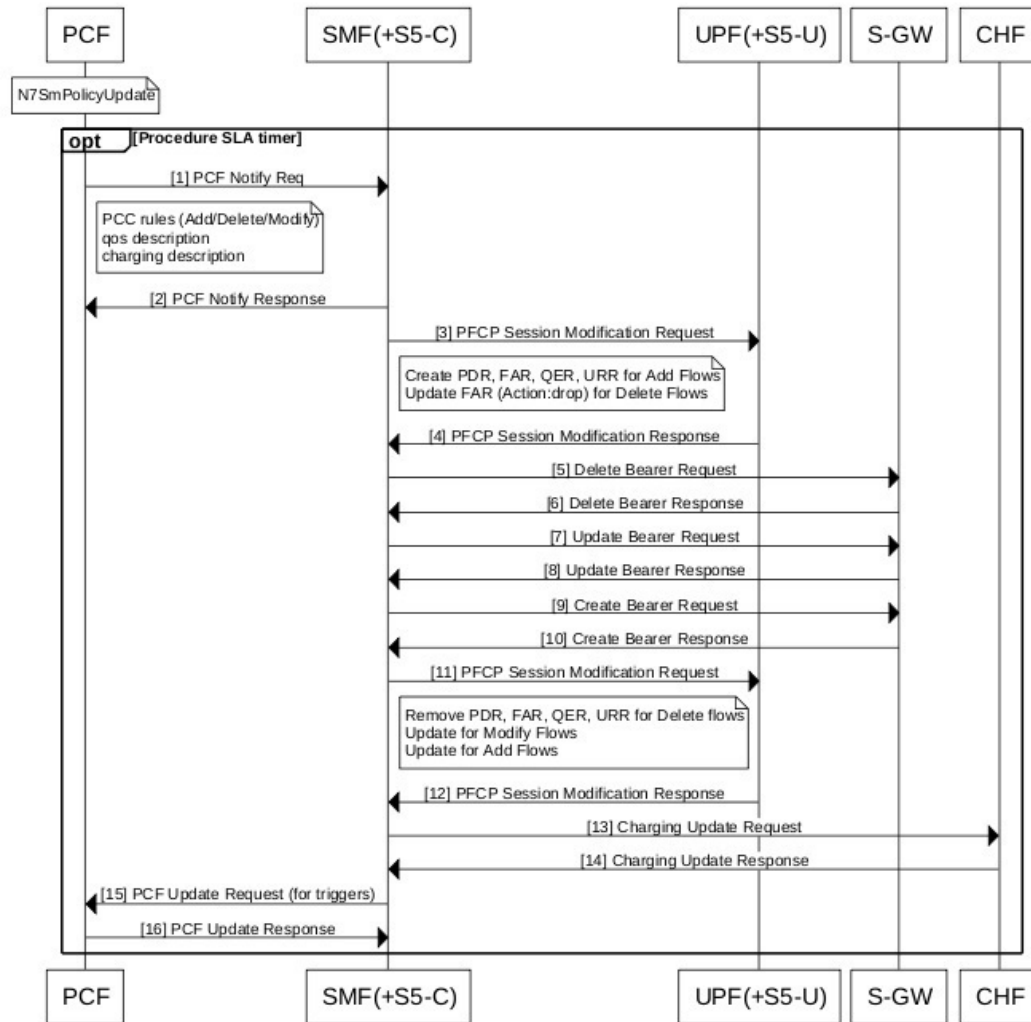 PCF SMF(+S5-C) UPF(+S5-U) S-GW CHF
N7SmPolicyUpdate
opt [Procedure SLA timer]
[1] PCF Notify Req
PCC rules (Add/Delete/Modify)
qos description
charging description
[2] PCF Notify Response
[3] PFCP Session Modification Request
Create PDR, FAR, QER, URR for Add Flows
Update FAR (Action:drop) for Delete Flows
[4] PFCP Session Modification Response
[5] Delete Bearer Request
[6] Delete Bearer Response
[7] Update Bearer Request
[8] Update Bearer Response
[9] Create Bearer Request
[10] Create Bearer Response
[11] PFCP Session Modification Request
Remove PDR, FAR, QER, URR for Delete flows
Update for Modify Flows
Update for Add Flows
[12] PFCP Session Modification Response
[13] Charging Update Request
[14] Charging Update Response
[15] PCF Update Request (for triggers)
[16] PCF Update Response
PCF SMF(+S5-C) UPF(+S5-U) S-GW CHF